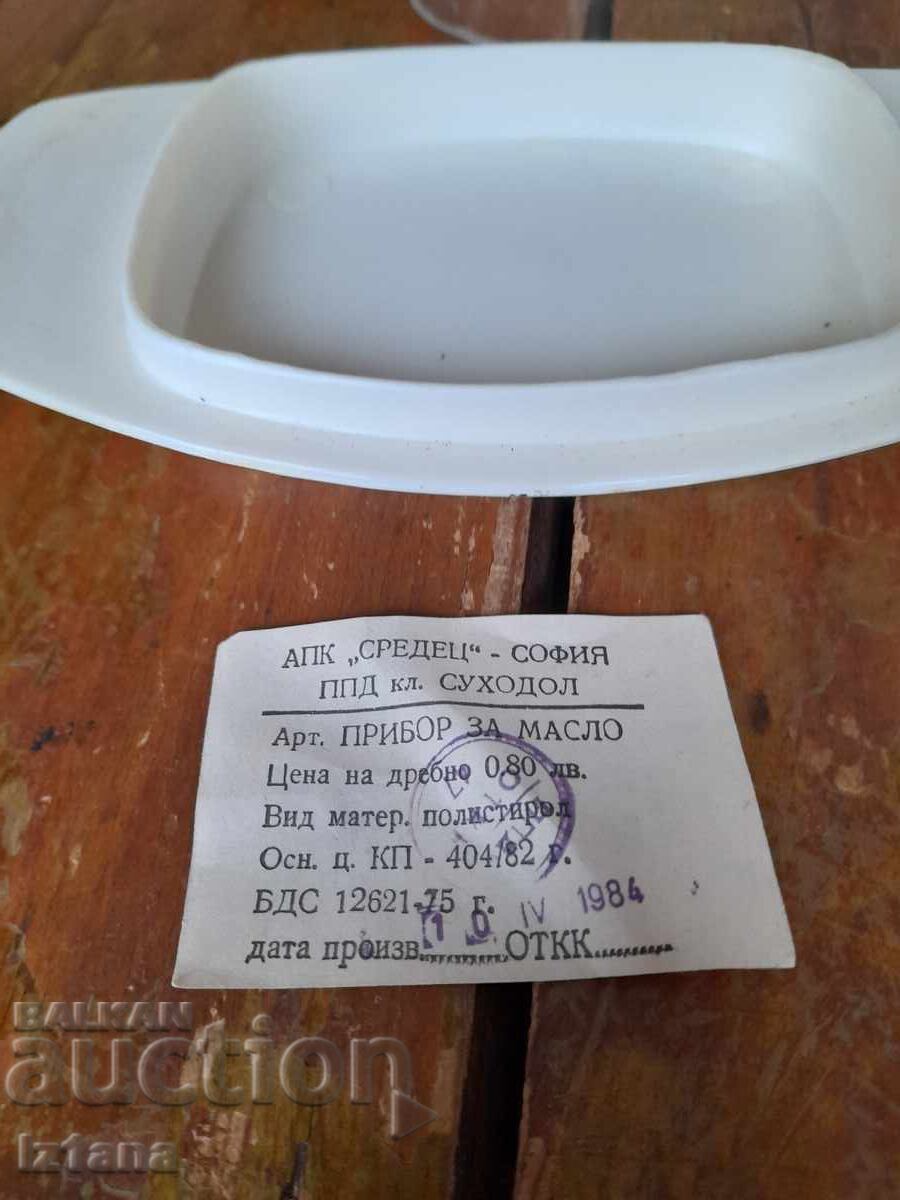 АПК „СРЕДЕЦ“ - СОФИЯ
ППД кл. СУХОДОЛ
Арт. ПРИБОР ЗА МАСЛО
Цена на дребно 0,80 лв.
Вид матер. полистирол
Осн. ц. КП - 404/82 г.
БДС 12621-75 г.
10 IV 1984
дата произв...........ОТКК...........
BALKAN
auction
Iz1ana